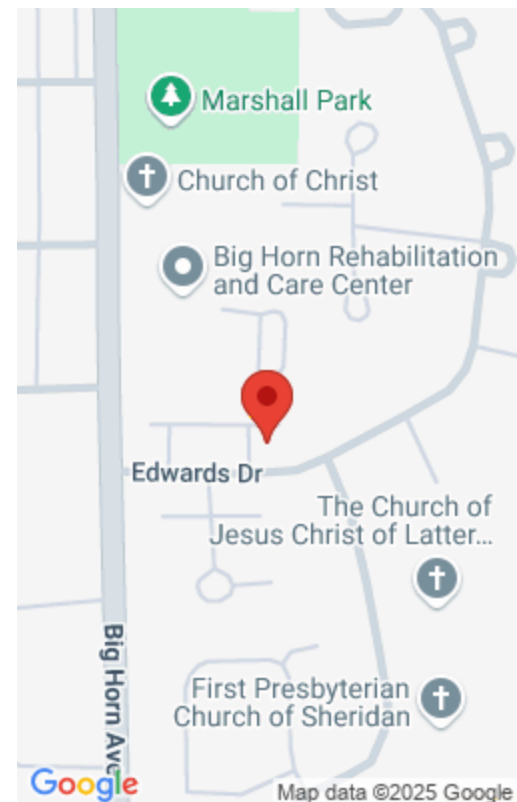 Marshall Park
Church of Christ
Big Horn Rehabilitation
and Care Center
Edwards Dr
The Church of
Jesus Christ of Latter...
Big Horn Ave
First Presbyterian
Church of Sheridan
Google
Map data ©2025 Google